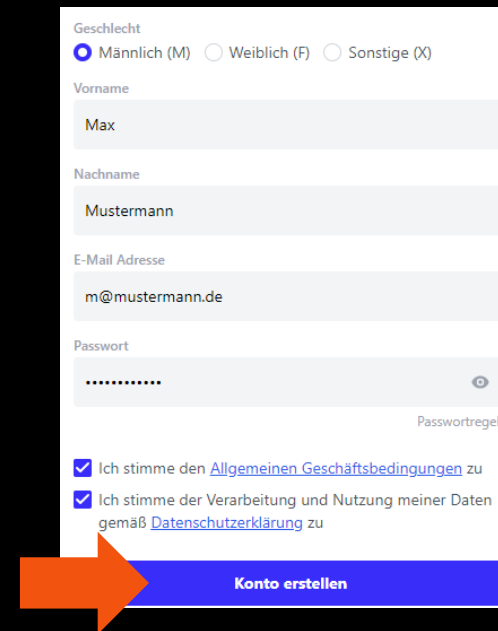 Geschlecht
Männlich (M) Weiblich (F) Sonstige (X)
Vorname
Max
Nachname
Mustermann
E-Mail Adresse
m@mustermann.de
Passwort
••••••••••••
Passwortregel
Ich stimme den Allgemeinen Geschäftsbedingungen zu
Ich stimme der Verarbeitung und Nutzung meiner Daten
gemäß Datenschutzerklärung zu
Konto erstellen